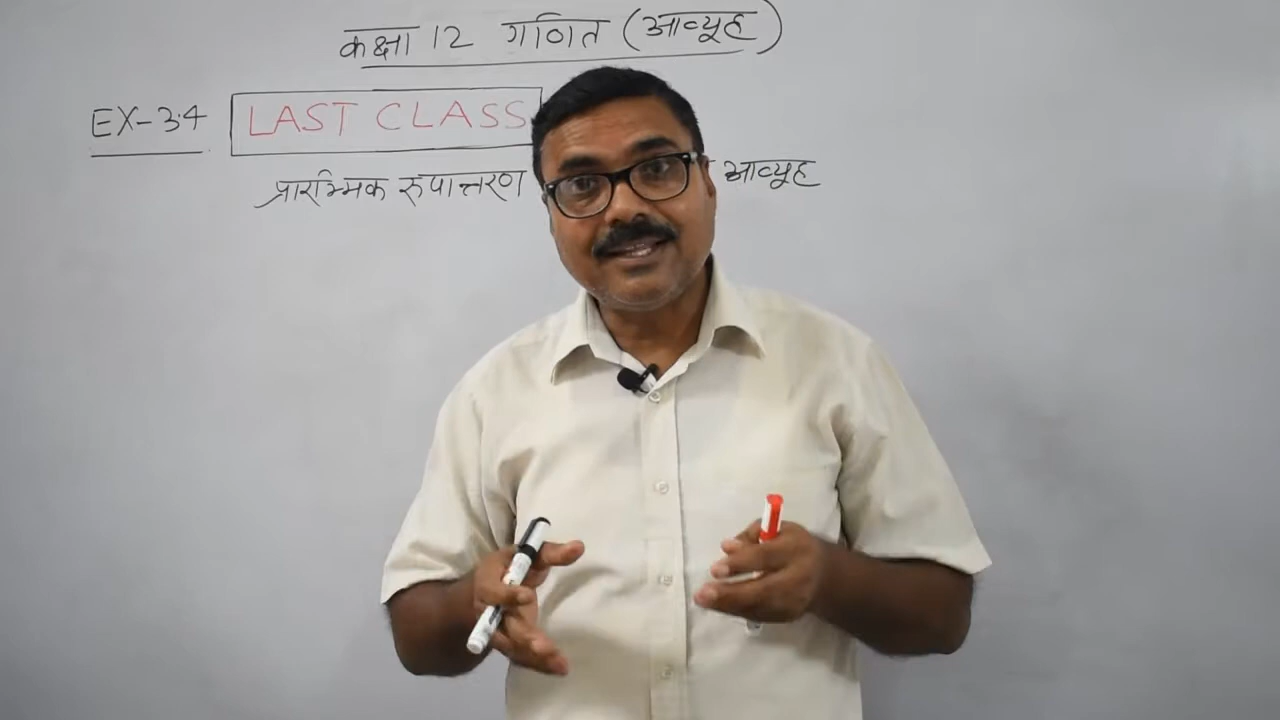 कक्षा 12 गणित (आव्यूह)
EX-3.4 LAST CLASS
प्रारम्भिक रुपान्तरण आव्यूह